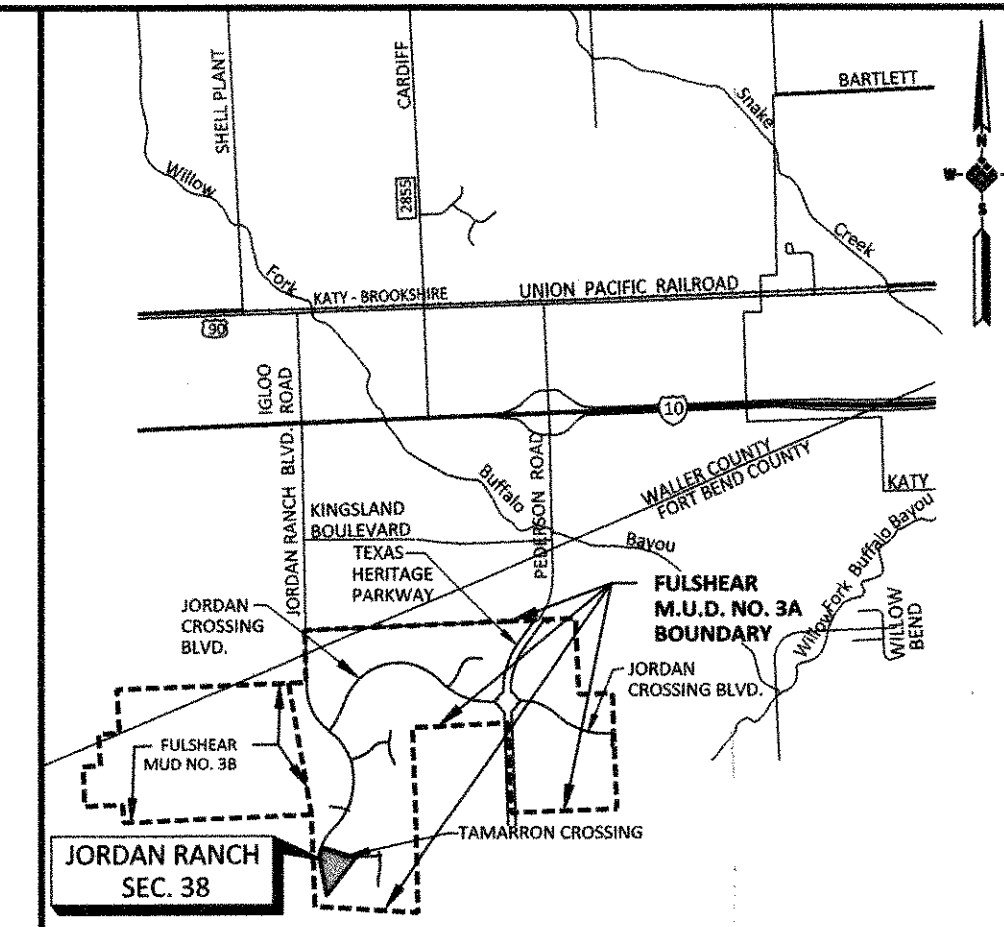 SHELL PLANT
CARDIFF
BARTLETT
Snake
Creek
N
W
S
Willow
Fork
2855
KATY - BROOKSHIRE
UNION PACIFIC RAILROAD
90
IGLOO
ROAD
JORDAN RANCH BLVD.
10
PEDERSON ROAD
Buffalo
Bayou
WALLER COUNTY
FORT BEND COUNTY
KATY
KINGSLAND
BOULEVARD
TEXAS
HERITAGE
PARKWAY
JORDAN
CROSSING
BLVD.
FULSHEAR
M.U.D. NO. 3A
BOUNDARY
Willow Fork Buffalo Bayou
WILLOW
BEND
JORDAN
CROSSING BLVD.
FULSHEAR
MUD NO. 3B
TAMARRON CROSSING
JORDAN RANCH
SEC. 38